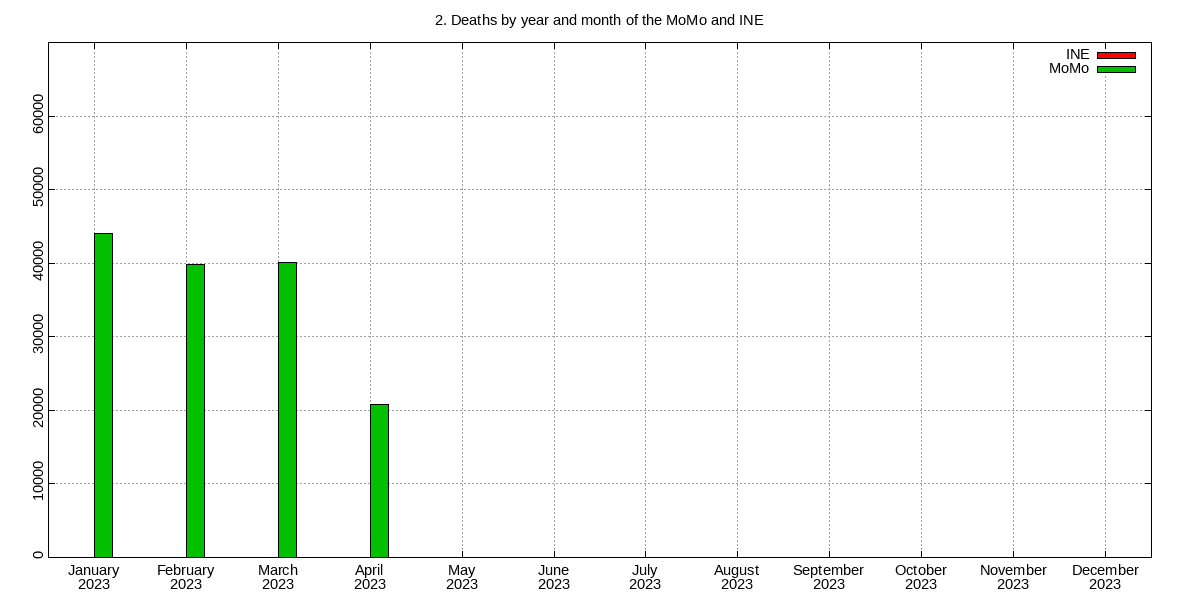 2. Deaths by year and month of the MoMo and INE
INE
MoMo
60000
50000
40000
30000
20000
10000
0
January February March April May June July August September October November December
2023 2023 2023 2023 2023 2023 2023 2023 2023 2023 2023 2023